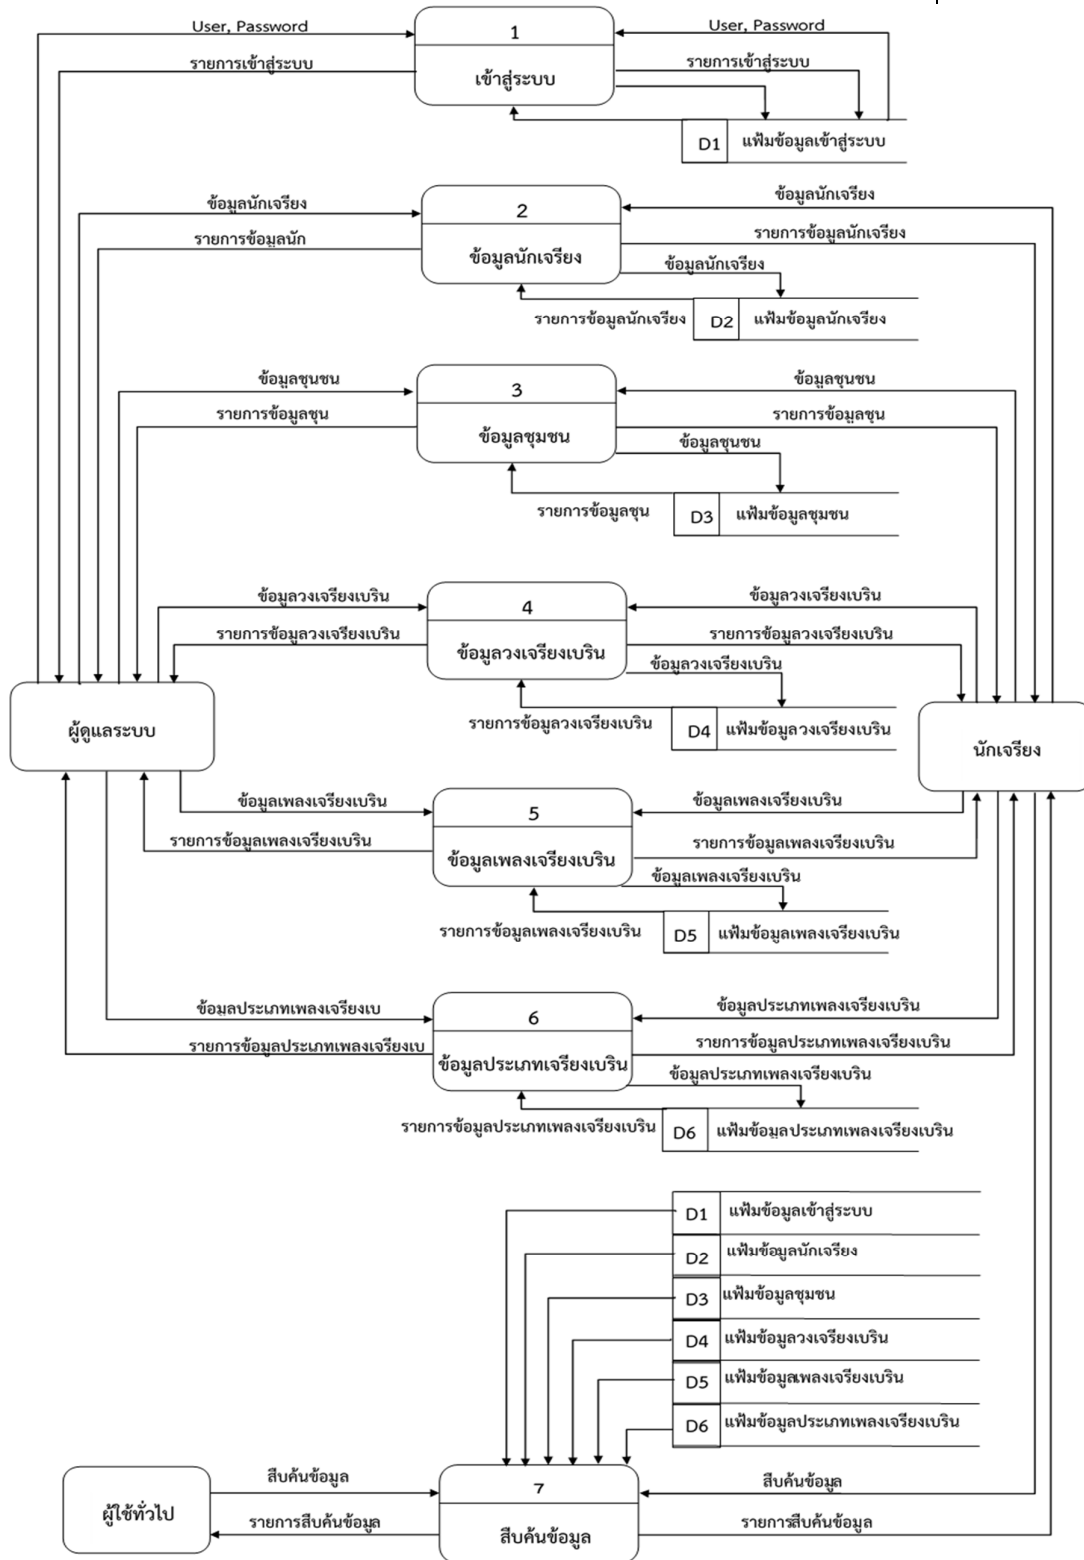 1
User, Password
User, Password
รายการเข้าสู่ระบบ
รายการเข้าสู่ระบบ
เข้าสู่ระบบ
D1
แฟ้มข้อมูลเข้าสู่ระบบ
2
ข้อมูลนักเจรียง
ข้อมูลนักเจรียง
รายการข้อมูลนัก
รายการข้อมูลนักเจรียง
ข้อมูลนักเจรียง
ข้อมูลนักเจรียง
รายการข้อมูลนักเจรียง
D2
แฟ้มข้อมูลนักเจรียง
3
ข้อมูลชุนชน
ข้อมูลชุนชน
รายการข้อมูลชุน
รายการข้อมูลชุน
ข้อมูลชุมชน
ข้อมูลชุนชน
รายการข้อมูลชุน
D3
แฟ้มข้อมูลชุมชน
4
ข้อมูลวงเจรียงเบริน
ข้อมูลวงเจรียงเบริน
รายการข้อมูลวงเจรียงเบริน
รายการข้อมูลวงเจรียงเบริน
ข้อมูลวงเจรียงเบริน
ข้อมูลวงเจรียงเบริน
รายการข้อมูลวงเจรียงเบริน
D4
แฟ้มข้อมูลวงเจรียงเบริน
ผู้ดูแลระบบ
นักเจรียง
5
ข้อมูลเพลงเจรียงเบริน
ข้อมูลเพลงเจรียงเบริน
รายการข้อมูลเพลงเจรียงเบริน
รายการข้อมูลเพลงเจรียงเบริน
ข้อมูลเพลงเจรียงเบริน
ข้อมูลเพลงเจรียงเบริน
รายการข้อมูลเพลงเจรียงเบริน
D5
แฟ้มข้อมูลเพลงเจรียงเบริน
6
ข้อมูลประเภทเพลงเจรียงเบ
ข้อมูลประเภทเพลงเจรียงเบริน
รายการข้อมูลประเภทเพลงเจรียงเบ
รายการข้อมูลประเภทเพลงเจรียงเบริน
ข้อมูลประเภทเจรียงเบริน
ข้อมูลประเภทเพลงเจรียงเบริน
รายการข้อมูลประเภทเพลงเจรียงเบริน
D6
แฟ้มข้อมูลประเภทเพลงเจรียงเบริน
D1
แฟ้มข้อมูลเข้าสู่ระบบ
D2
แฟ้มข้อมูลนักเจรียง
D3
แฟ้มข้อมูลชุมชน
D4
แฟ้มข้อมูลวงเจรียงเบริน
D5
แฟ้มข้อมูลเพลงเจรียงเบริน
D6
แฟ้มข้อมูลประเภทเพลงเจรียงเบริน
7
สืบค้นข้อมูล
สืบค้นข้อมูล
ผู้ใช้ทั่วไป
รายการสืบค้นข้อมูล
รายการสืบค้นข้อมูล
สืบค้นข้อมูล